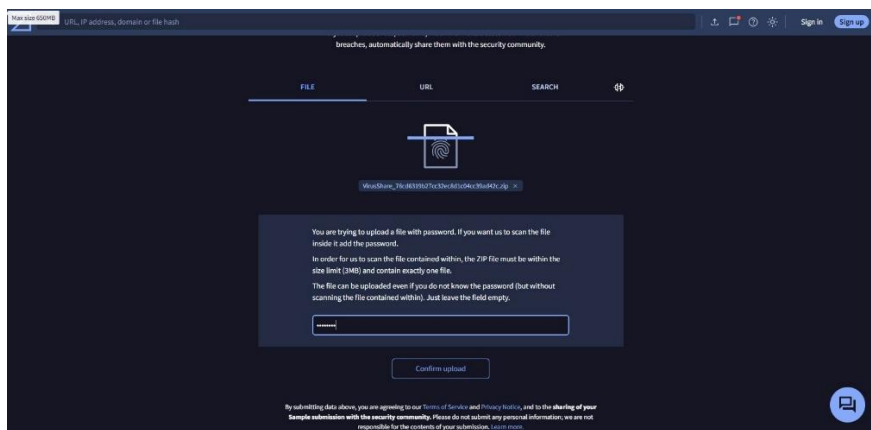 Max size 650MB
URL, IP address, domain or file hash
Sign in
Sign up
breaches, automatically share them with the security community.
FILE
URL
SEARCH
You are trying to upload a file with password. If you want us to scan the file
inside it add the password.
In order for us to scan the file contained within, the ZIP file must be within the
size limit (3MB) and contain exactly one file.
The file can be uploaded even if you do not know the password (but without
scanning the file contained within). Just leave the field empty.
Confirm upload
By submitting data above, you are agreeing to our Terms of Service and Privacy Notice, and to the sharing of your
Sample submission with the security community. Please do not submit any personal information; we are not
responsible for the contents of your submission. Learn more.